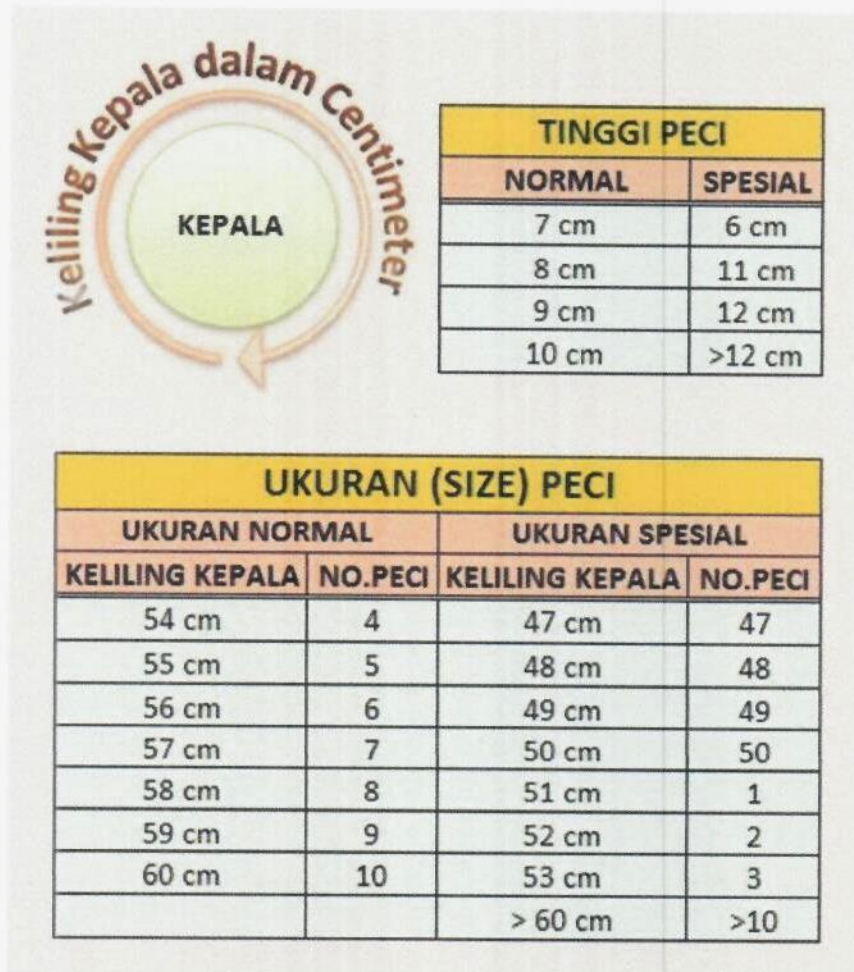 Keliling Kepala dalam Centimeter
KEPALA
TINGGI PECI
NORMAL SPESIAL
7 cm 6 cm
8 cm 11 cm
9 cm 12 cm
10 cm >12 cm
UKURAN (SIZE) PECI
UKURAN NORMAL UKURAN SPESIAL
KELILING KEPALA NO.PECI KELILING KEPALA NO.PECI
54 cm 4 47 cm 47
55 cm 5 48 cm 48
56 cm 6 49 cm 49
57 cm 7 50 cm 50
58 cm 8 51 cm 1
59 cm 9 52 cm 2
60 cm 10 53 cm 3
> 60 cm >10